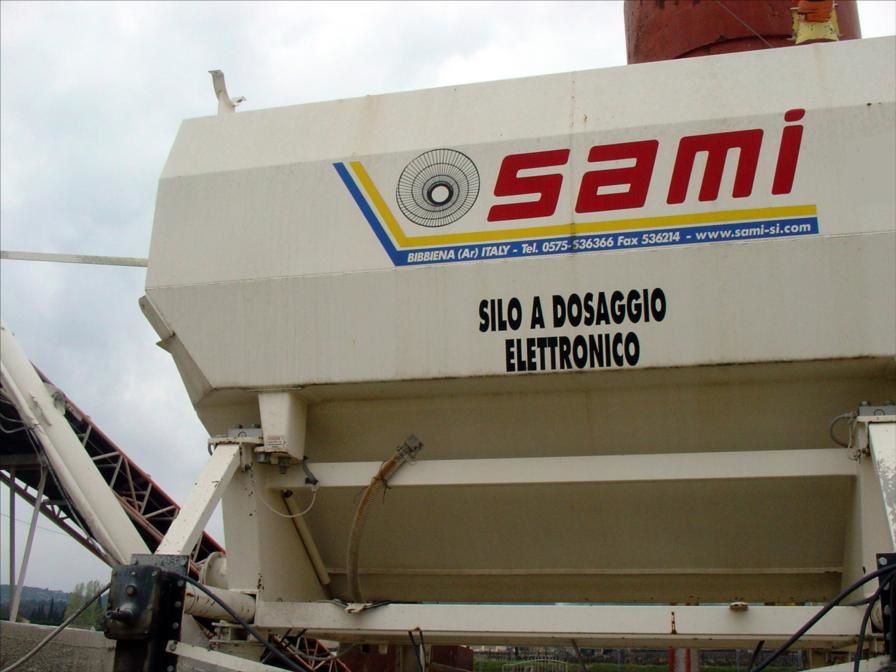 sami
BIBBIENA (Ar) ITALY - Tel. 0575-536366 Fax 536214 - www.sami-si.com
SILO A DOSAGGIO
ELETTRONICO